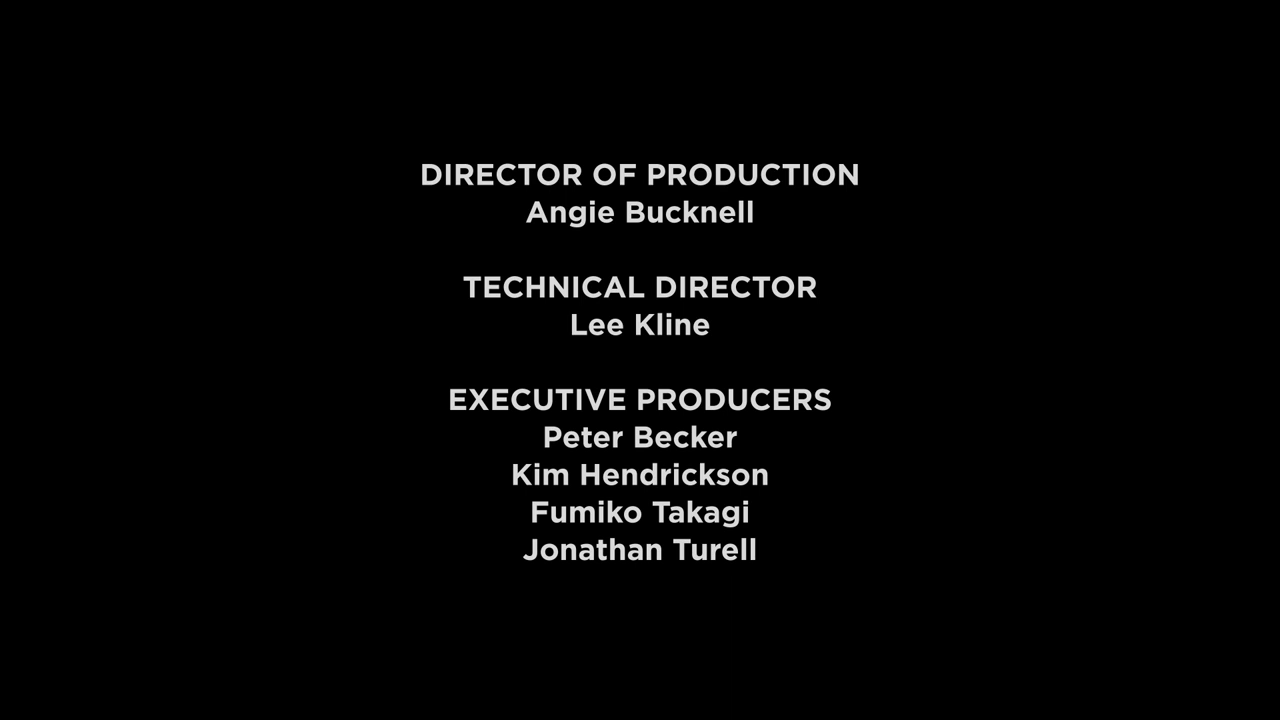 DIRECTOR OF PRODUCTION
Angie Bucknell
TECHNICAL DIRECTOR
Lee Kline
EXECUTIVE PRODUCERS
Peter Becker
Kim Hendrickson
Fumiko Takagi
Jonathan Turell